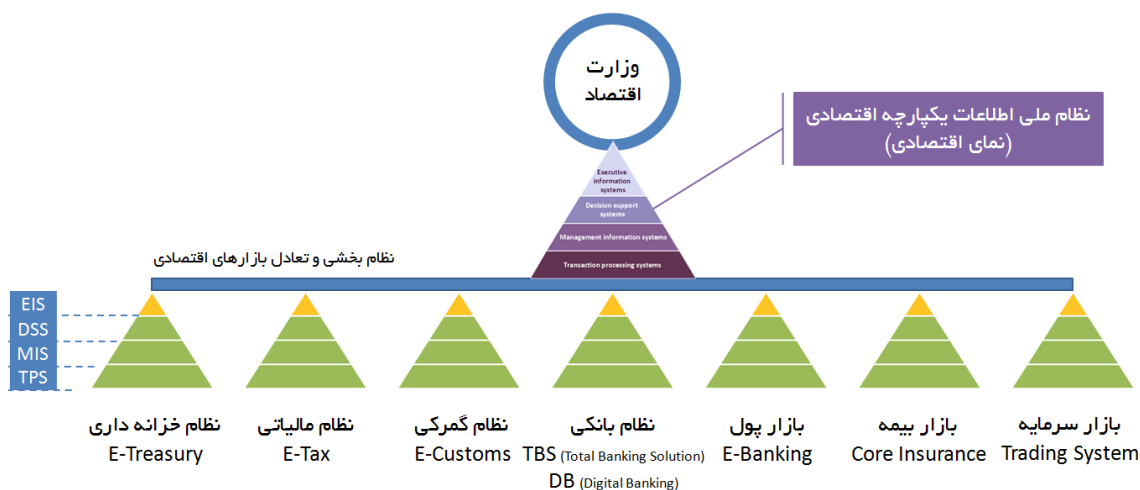 وزارت
اقتصاد
نظام ملی اطلاعات یکپارچه اقتصادی
(نمای اقتصادی)
Executive
information
systems
Decision support
systems
Management information systems
Transaction processing systems
نظام بخشی و تعادل بازارهای اقتصادی
EIS
DSS
MIS
TPS
نظام خزانه داری
E-Treasury
نظام مالیاتی
E-Tax
نظام گمرکی
E-Customs
نظام بانکی
TBS (Total Banking Solution)
DB (Digital Banking)
بازار پول
E-Banking
بازار بیمه
Core Insurance
بازار سرمایه
Trading System